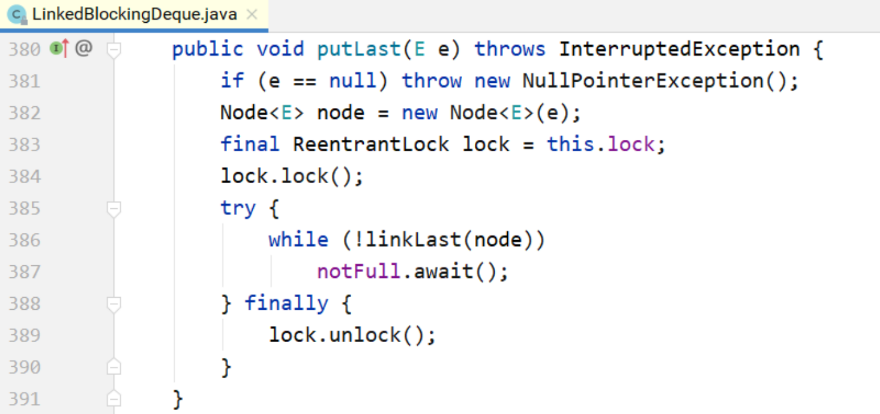 LinkedBlockingDeque.java
380 public void putLast(E e) throws InterruptedException {
381 if (e == null) throw new NullPointerException();
382 Node<E> node = new Node<E>(e);
383 final ReentrantLock lock = this.lock;
384 lock.lock();
385 try {
386 while (!linkLast(node))
387 notFull.await();
388 } finally {
389 lock.unlock();
390 }
391 }